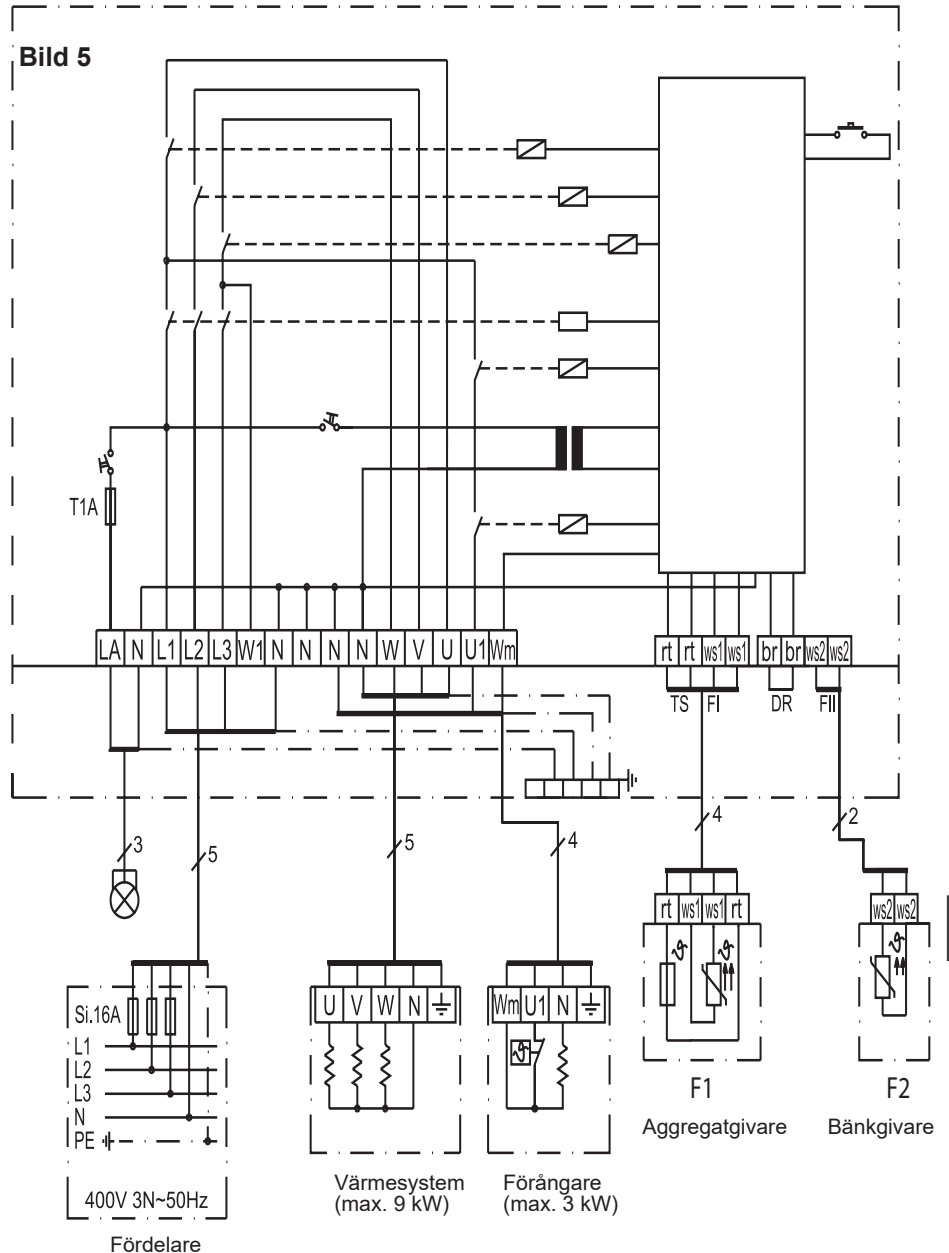 Bild 5
T1A
LA N L1 L2 L3 W1 N N N N W V U U1 Wm
rt rt ws1 ws1 br br ws2 ws2
TS FI DR FII
3 5 5 4 4 2
rt ws1 ws1 rt
ws2 ws2
ϑ ϑ ϑ
U V W N
Wm U1 N
ϑ
Si.16A
L1
L2
L3
N
PE
400V 3N~50Hz
Fördelare
Värmesystem
(max. 9 kW)
Förångare
(max. 3 kW)
F1
Aggregatgivare
F2
Bänkgivare